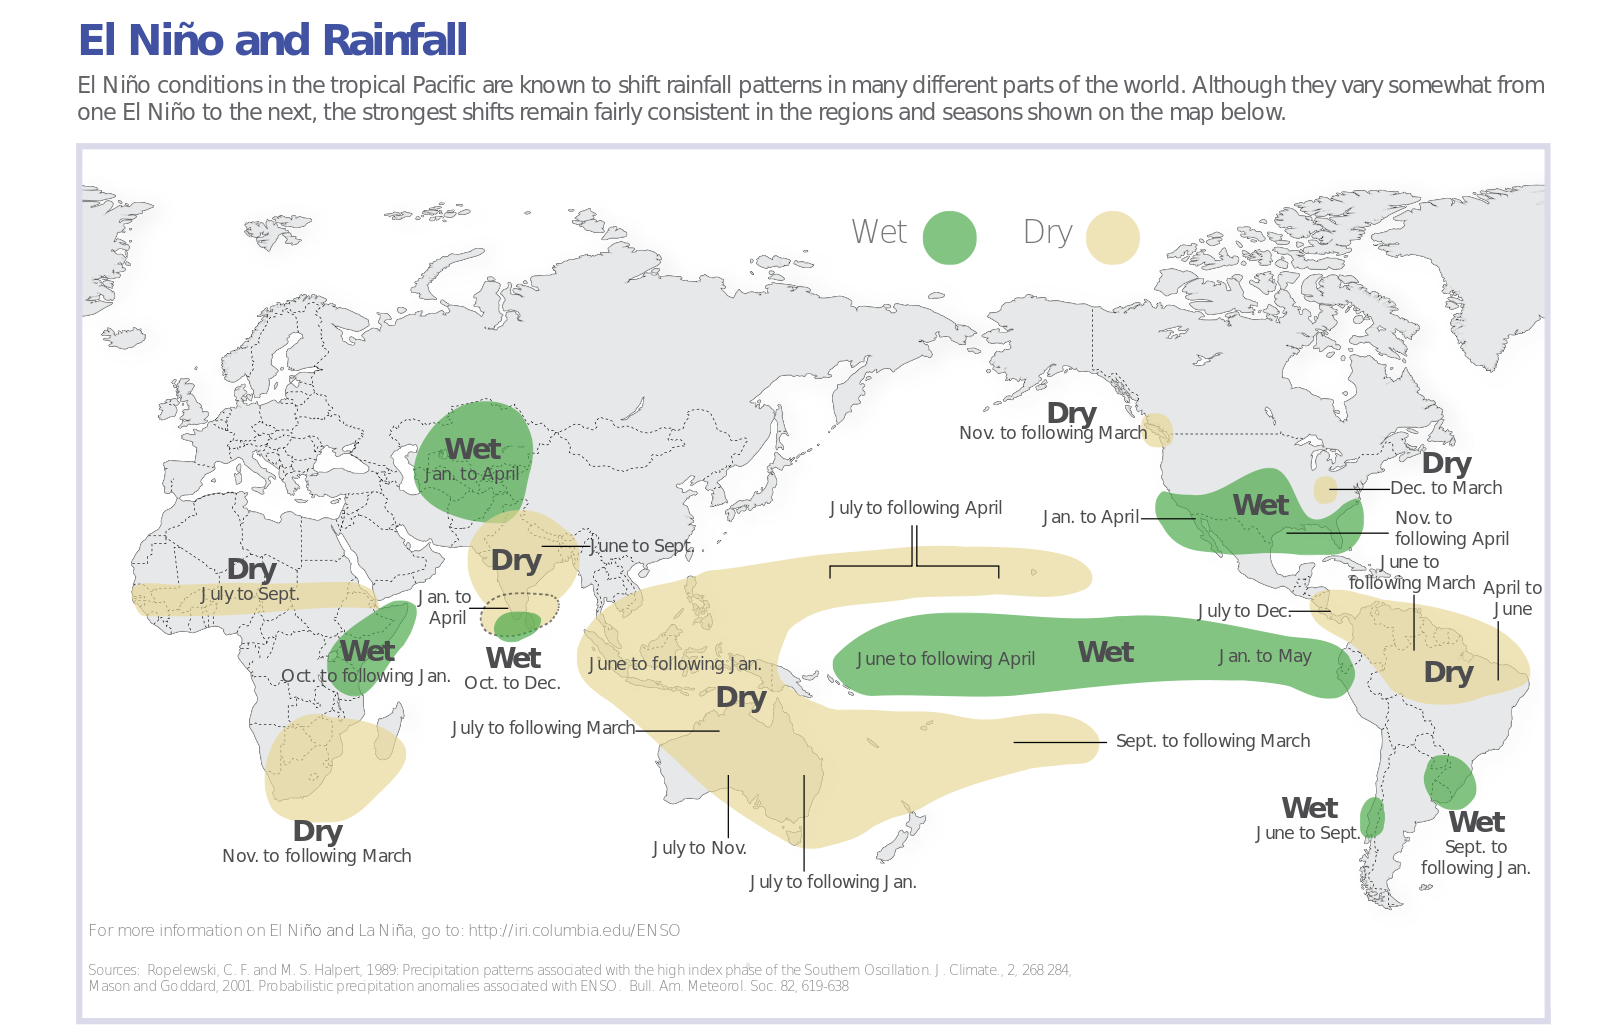 El Niño and Rainfall
El Niño conditions in the tropical Pacific are known to shift rainfall patterns in many different parts of the world. Although they vary somewhat from
one El Niño to the next, the strongest shifts remain fairly consistent in the regions and seasons shown on the map below.
Wet
Dry
Dry
Nov. to following March
Wet
Jan. to April
Dry
Dec. to March
July to following April
Jan. to April
Wet
Nov. to
following April
June to Sept.
Dry
Dry
July to Sept.
June to
following March
April to
June
Jan. to
April
July to Dec.
Wet
Oct. to following Jan.
Wet
Oct. to Dec.
June to following Jan.
Dry
June to following April
Wet
Jan. to May
Dry
July to following March
Sept. to following March
Dry
Nov. to following March
July to Nov.
July to following Jan.
Wet
June to Sept.
Wet
Sept. to
following Jan.
For more information on El Niño and La Niña, go to: http://iri.columbia.edu/ENSO
Sources: Ropelewski, C. F. and M. S. Halpert, 1989: Precipitation patterns associated with the high index phase of the Southern Oscillation. J. Climate., 2, 268 284,
Mason and Goddard, 2001. Probabilistic precipitation anomalies associated with ENSO. Bull. Am. Meteorol. Soc. 82, 619-638